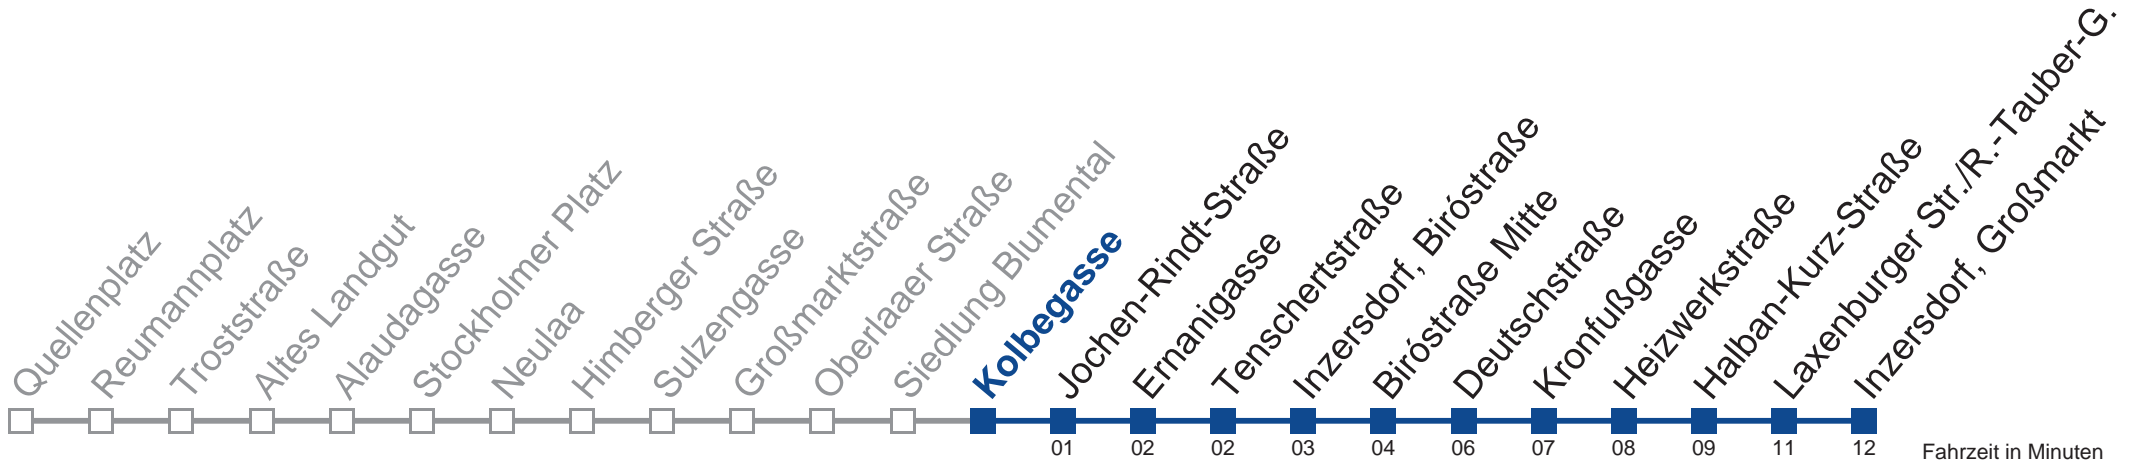 Quellenplatz
Reumannplatz
Troststraße
Altes Landgut
Alaudagasse
Stockholmer Platz
Neulaa
Himberger Straße
Sulzengasse
Großmarktstraße
Oberlaaer Straße
Siedlung Blumental
Kolbegasse
Jochen-Rindt-Straße
Ernanigasse
Tenschertstraße
Inzersdorf, Biróstraße
Biróstraße Mitte
Deutschstraße
Kronfußgasse
Heizwerkstraße
Halban-Kurz-Straße
Laxenburger Str./R.-Tauber-G.
Inzersdorf, Großmarkt
01 02 02 03 04 06 07 08 09 11 12
Fahrzeit in Minuten